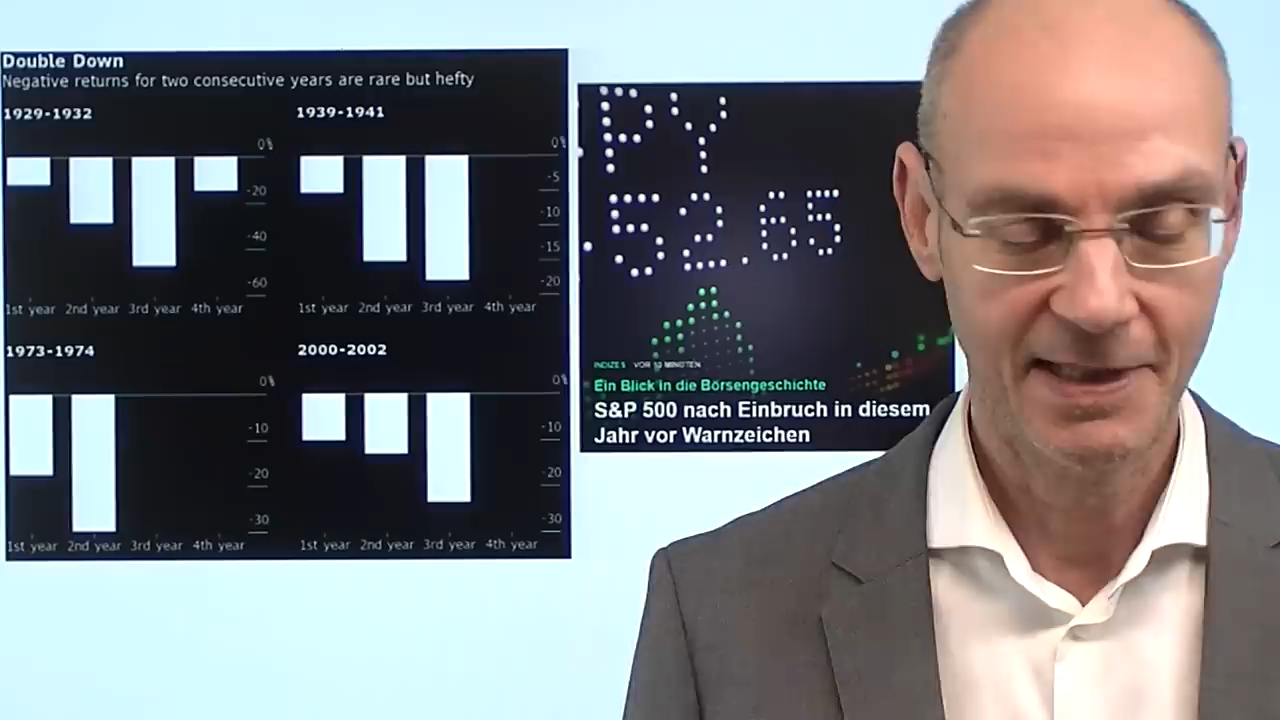 Double Down
Negative returns for two consecutive years are rare but hefty
1929-1932
1939-1941
0%
-20
-40
-60
1st year 2nd year 3rd year 4th year
0%
-5
-10
-15
-20
1st year 2nd year 3rd year 4th year
1973-1974
2000-2002
0%
-10
-20
-30
1st year 2nd year 3rd year 4th year
0%
-10
-20
-30
1st year 2nd year 3rd year 4th year
PY
52.65
INDIZES VOR 10 MINUTEN
Ein Blick in die Börsengeschichte
S&P 500 nach Einbruch in diesem
Jahr vor Warnzeichen